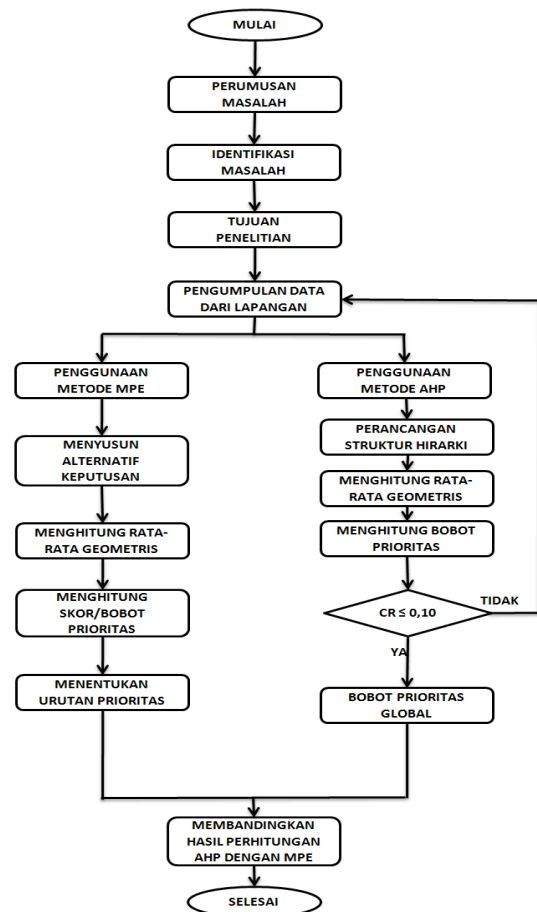 MULAI
PERUMUSAN
MASALAH
IDENTIFIKASI
MASALAH
TUJUAN
PENELITIAN
PENGUMPULAN DATA
DARI LAPANGAN
PENGGUNAAN
METODE MPE
MENYUSUN
ALTERNATIF
KEPUTUSAN
MENGHITUNG RATA-
RATA GEOMETRIS
MENGHITUNG
SKOR/BOBOT
PRIORITAS
MENENTUKAN
URUTAN PRIORITAS
PENGGUNAAN
METODE AHP
PERANCANGAN
STRUKTUR HIRARKI
MENGHITUNG RATA-
RATA GEOMETRIS
MENGHITUNG BOBOT
PRIORITAS
CR ≤ 0,10
TIDAK
YA
BOBOT PRIORITAS
GLOBAL
MEMBANDINGKAN
HASIL PERHITUNGAN
AHP DENGAN MPE
SELESAI